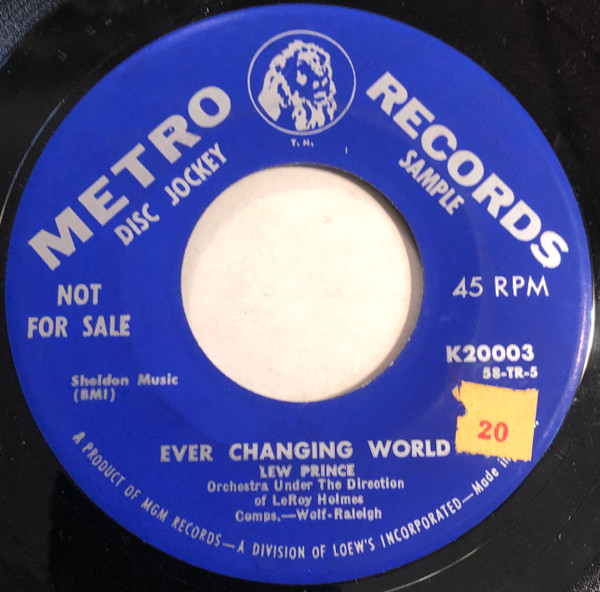 METRO RECORDS
T. M.
DISC JOCKEY SAMPLE
NOT
FOR SALE
45 RPM
K20003
58-TR-5
Sheldon Music
(BMI)
20
EVER CHANGING WORLD
LEW PRINCE
Orchestra Under The Direction
of LeRoy Holmes
Comps.—Wolf-Raleigh
A PRODUCT OF MGM RECORDS—A DIVISION OF LOEW'S INCORPORATED—Made in